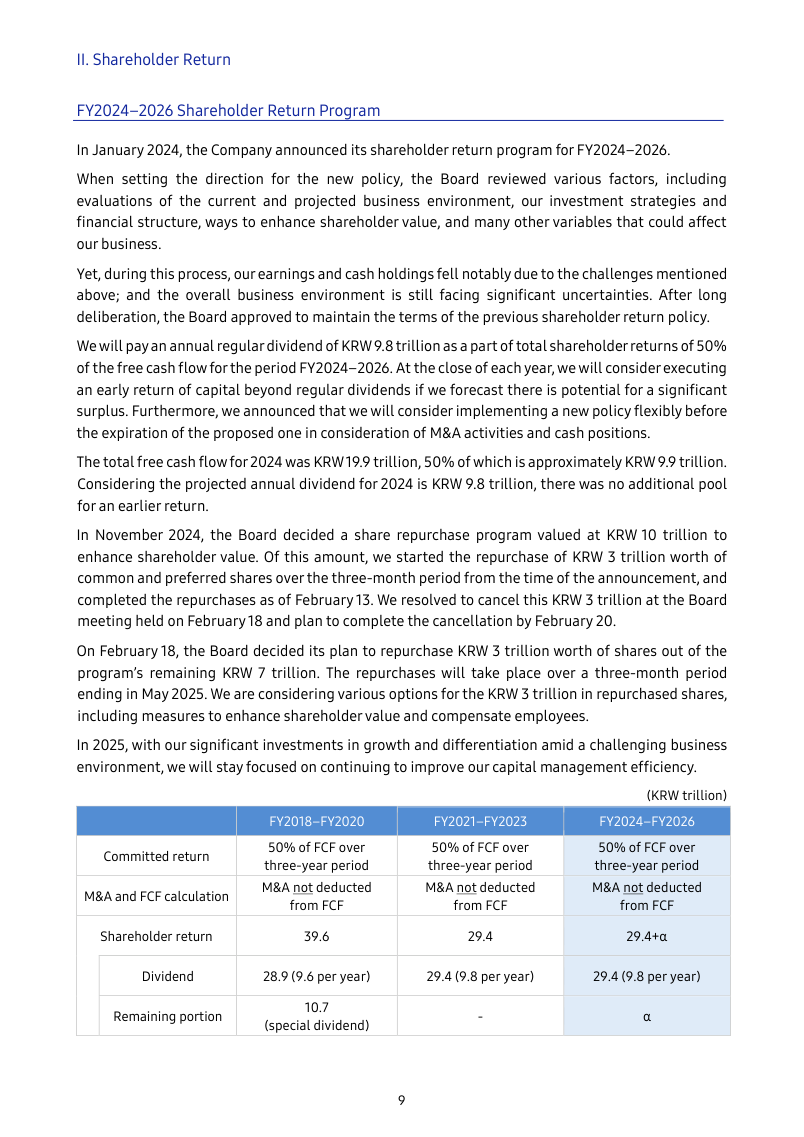 II. Shareholder Return
FY2024–2026 Shareholder Return Program
In January 2024, the Company announced its shareholder return program for FY2024–2026.
When setting the direction for the new policy, the Board reviewed various factors, including
evaluations of the current and projected business environment, our investment strategies and
financial structure, ways to enhance shareholder value, and many other variables that could affect
our business.
Yet, during this process, our earnings and cash holdings fell notably due to the challenges mentioned
above; and the overall business environment is still facing significant uncertainties. After long
deliberation, the Board approved to maintain the terms of the previous shareholder return policy.
We will pay an annual regular dividend of KRW 9.8 trillion as a part of total shareholder returns of 50%
of the free cash flow for the period FY2024–2026. At the close of each year, we will consider executing
an early return of capital beyond regular dividends if we forecast there is potential for a significant
surplus. Furthermore, we announced that we will consider implementing a new policy flexibly before
the expiration of the proposed one in consideration of M&A activities and cash positions.
The total free cash flow for 2024 was KRW 19.9 trillion, 50% of which is approximately KRW 9.9 trillion.
Considering the projected annual dividend for 2024 is KRW 9.8 trillion, there was no additional pool
for an earlier return.
In November 2024, the Board decided a share repurchase program valued at KRW 10 trillion to
enhance shareholder value. Of this amount, we started the repurchase of KRW 3 trillion worth of
common and preferred shares over the three-month period from the time of the announcement, and
completed the repurchases as of February 13. We resolved to cancel this KRW 3 trillion at the Board
meeting held on February 18 and plan to complete the cancellation by February 20.
On February 18, the Board decided its plan to repurchase KRW 3 trillion worth of shares out of the
program's remaining KRW 7 trillion. The repurchases will take place over a three-month period
ending in May 2025. We are considering various options for the KRW 3 trillion in repurchased shares,
including measures to enhance shareholder value and compensate employees.
In 2025, with our significant investments in growth and differentiation amid a challenging business
environment, we will stay focused on continuing to improve our capital management efficiency.
(KRW trillion)
FY2018–FY2020 FY2021–FY2023 FY2024–FY2026
Committed return 50% of FCF over 50% of FCF over 50% of FCF over
three-year period three-year period three-year period
M&A and FCF calculation M&A not deducted M&A not deducted M&A not deducted
from FCF from FCF from FCF
Shareholder return 39.6 29.4 29.4+α
Dividend 28.9 (9.6 per year) 29.4 (9.8 per year) 29.4 (9.8 per year)
Remaining portion 10.7 - α
(special dividend)
9